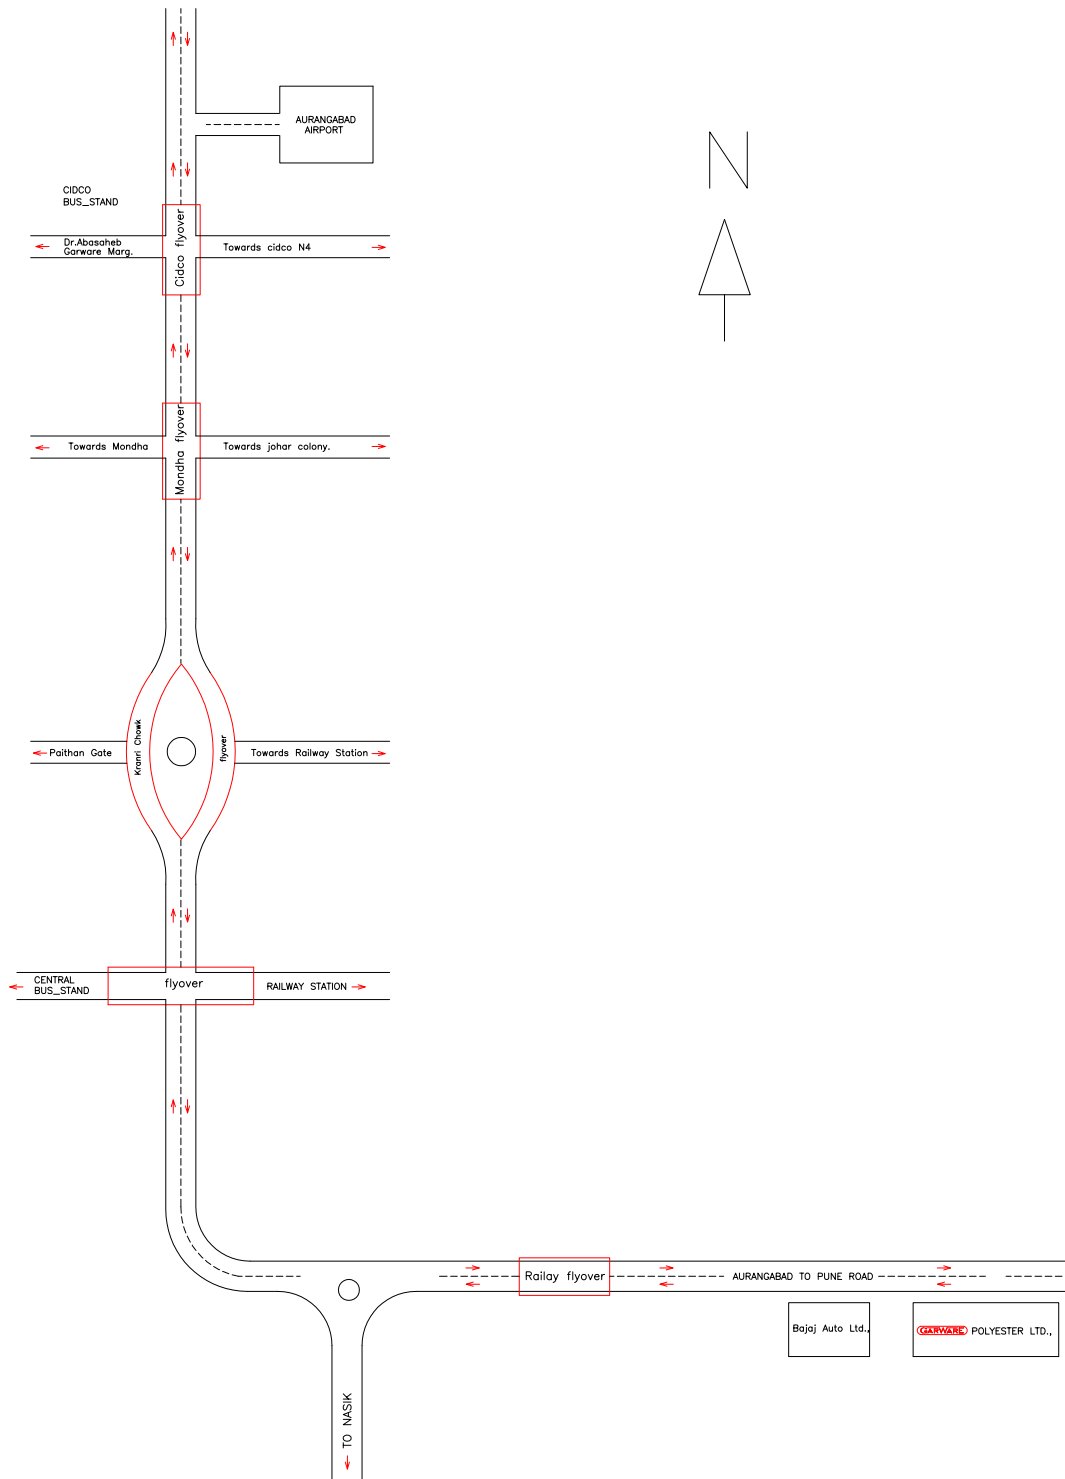 AURANGABAD
AIRPORT
N
CIDCO
BUS_STAND
Cidco flyover
Dr.Abasaheb
Garware Marg.
Towards cidco N4
Mondha flyover
Towards Mondha
Towards johar colony.
Kranri Chowk
flyover
Paithan Gate
Towards Railway Station
CENTRAL
BUS_STAND
flyover
RAILWAY STATION
Railay flyover
AURANGABAD TO PUNE ROAD
Bajaj Auto Ltd.,
GARWARE POLYESTER LTD.,
TO NASIK